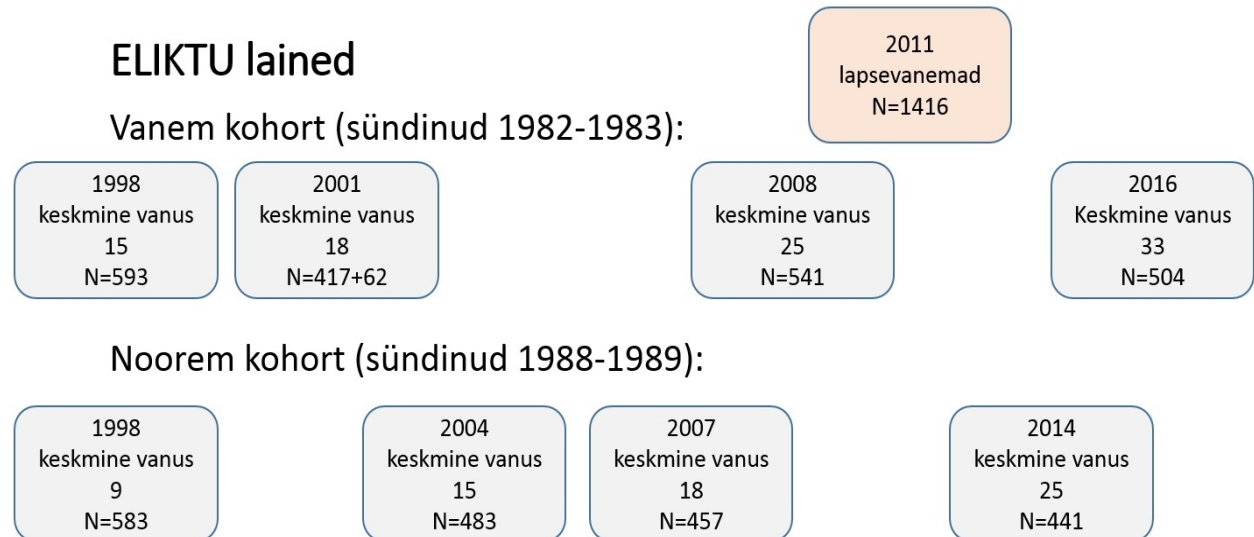 ELIKTU lained
2011
lapsevanemad
N=1416
Vanem kohort (sündinud 1982-1983):
1998
keskmine vanus
15
N=593
2001
keskmine vanus
18
N=417+62
2008
keskmine vanus
25
N=541
2016
Keskmine vanus
33
N=504
Noorem kohort (sündinud 1988-1989):
1998
keskmine vanus
9
N=583
2004
keskmine vanus
15
N=483
2007
keskmine vanus
18
N=457
2014
keskmine vanus
25
N=441